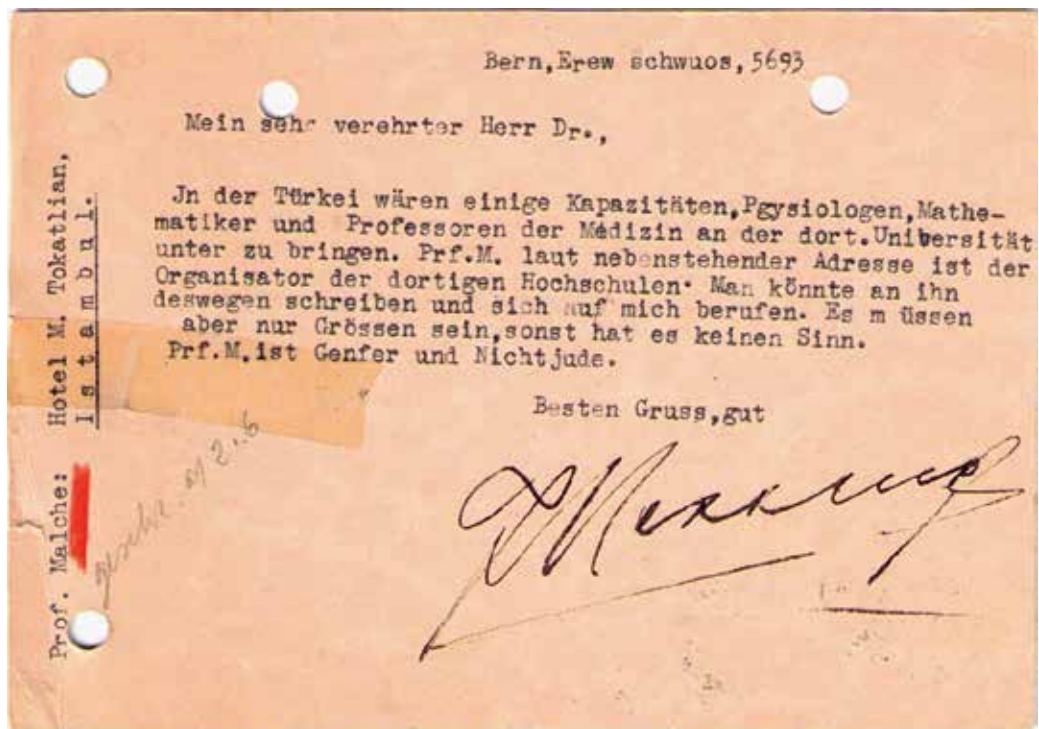 Bern,Erew schwuos,5693
Mein sehr verehrter Herr Dr.,
Jn der Türkei wären einige Kapazitäten,Pgysiologen,Mathe-
matiker und Professoren der Medizin an der dort.Universität
unter zu bringen. Prf.M. laut nebenstehender Adresse ist der
Organisator der dortigen Hochschulen. Man könnte an ihn
deswegen schreiben und sich auf mich berufen. Es m üssen
aber nur Grössen sein,sonst hat es keinen Sinn.
Prf.M.ist Genfer und Nichtjude.
Besten Gruss,gut
Prof. Malche: Hotel M. Tokatlian,
Istambul.
2.6